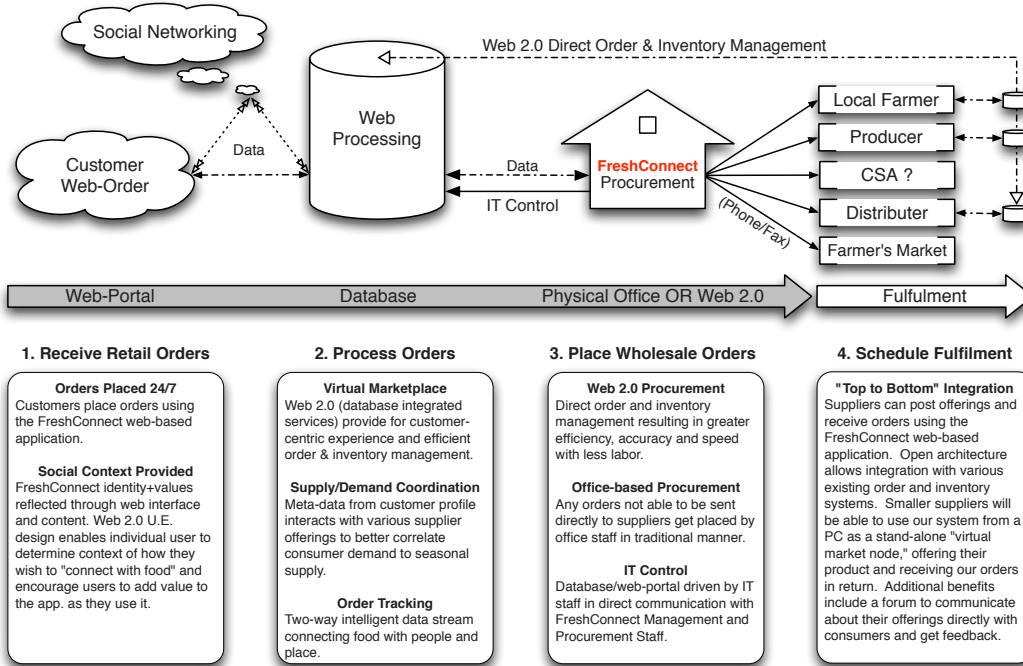 Social Networking
Web 2.0 Direct Order & Inventory Management
Web
Processing
Customer
Web-Order
Data
Data
IT Control
FreshConnect
Procurement
(Phone/Fax)
Local Farmer
Producer
CSA ?
Distributer
Farmer's Market
Web-Portal
Database
Physical Office OR Web 2.0
Fulfulment
1. Receive Retail Orders
Orders Placed 24/7
Customers place orders using
the FreshConnect web-based
application.
Social Context Provided
FreshConnect identity+values
reflected through web interface
and content. Web 2.0 U.E.
design enables individual user to
determine context of how they
wish to "connect with food" and
encourage users to add value to
the app. as they use it.
2. Process Orders
Virtual Marketplace
Web 2.0 (database integrated
services) provide for customer-
centric experience and efficient
order & inventory management.
Supply/Demand Coordination
Meta-data from customer profile
interacts with various supplier
offerings to better correlate
consumer demand to seasonal
supply.
Order Tracking
Two-way intelligent data stream
connecting food with people and
place.
3. Place Wholesale Orders
Web 2.0 Procurement
Direct order and inventory
management resulting in greater
efficiency, accuracy and speed
with less labor.
Office-based Procurement
Any orders not able to be sent
directly to suppliers get placed by
office staff in traditional manner.
IT Control
Database/web-portal driven by IT
staff in direct communication with
FreshConnect Management and
Procurement Staff.
4. Schedule Fulfilment
"Top to Bottom" Integration
Suppliers can post offerings and
receive orders using the
FreshConnect web-based
application. Open architecture
allows integration with various
existing order and inventory
systems. Smaller suppliers will
be able to use our system from a
PC as a stand-alone "virtual
market node," offering their
product and receiving our orders
in return. Additional benefits
include a forum to communicate
about their offerings directly with
consumers and get feedback.